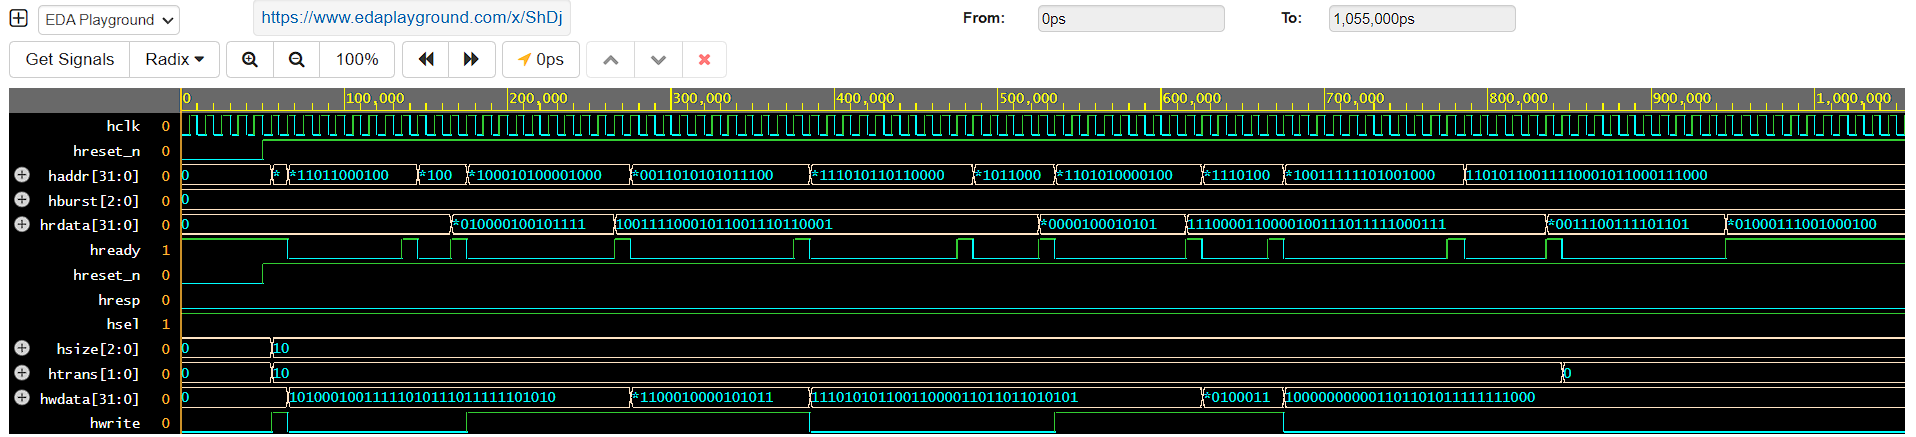 EDA Playground https://www.edaplayground.com/x/ShDj From: 0ps To: 1,055,000ps
Get Signals Radix 100% 0ps
0 100,000 200,000 300,000 400,000 500,000 600,000 700,000 800,000 900,000 1,000,000
hclk 0
hreset_n 0
haddr[31:0] 0 0 * *11011000100 *100 *100010100001000 *0011010101011100 *111010110110000 *1011000 *1101010000100 *1110100 *10011111101001000 11010110011110001011000111000
hburst[2:0] 0 0
hrdata[31:0] 0 0 *010000100101111 10011110001011001110110001 *0000100010101 11100001100001001110111111000111 *0011100111101101 *01000111001000100
hready 1
hreset_n 0
hresp 0
hsel 1
hsize[2:0] 0 0 10
htrans[1:0] 0 0 10 0
hwdata[31:0] 0 0 10100010011111010111011111101010 *1100010000101011 11101010110011000011011011010101 *0100011 10000000000110110101111111111000
hwrite 0